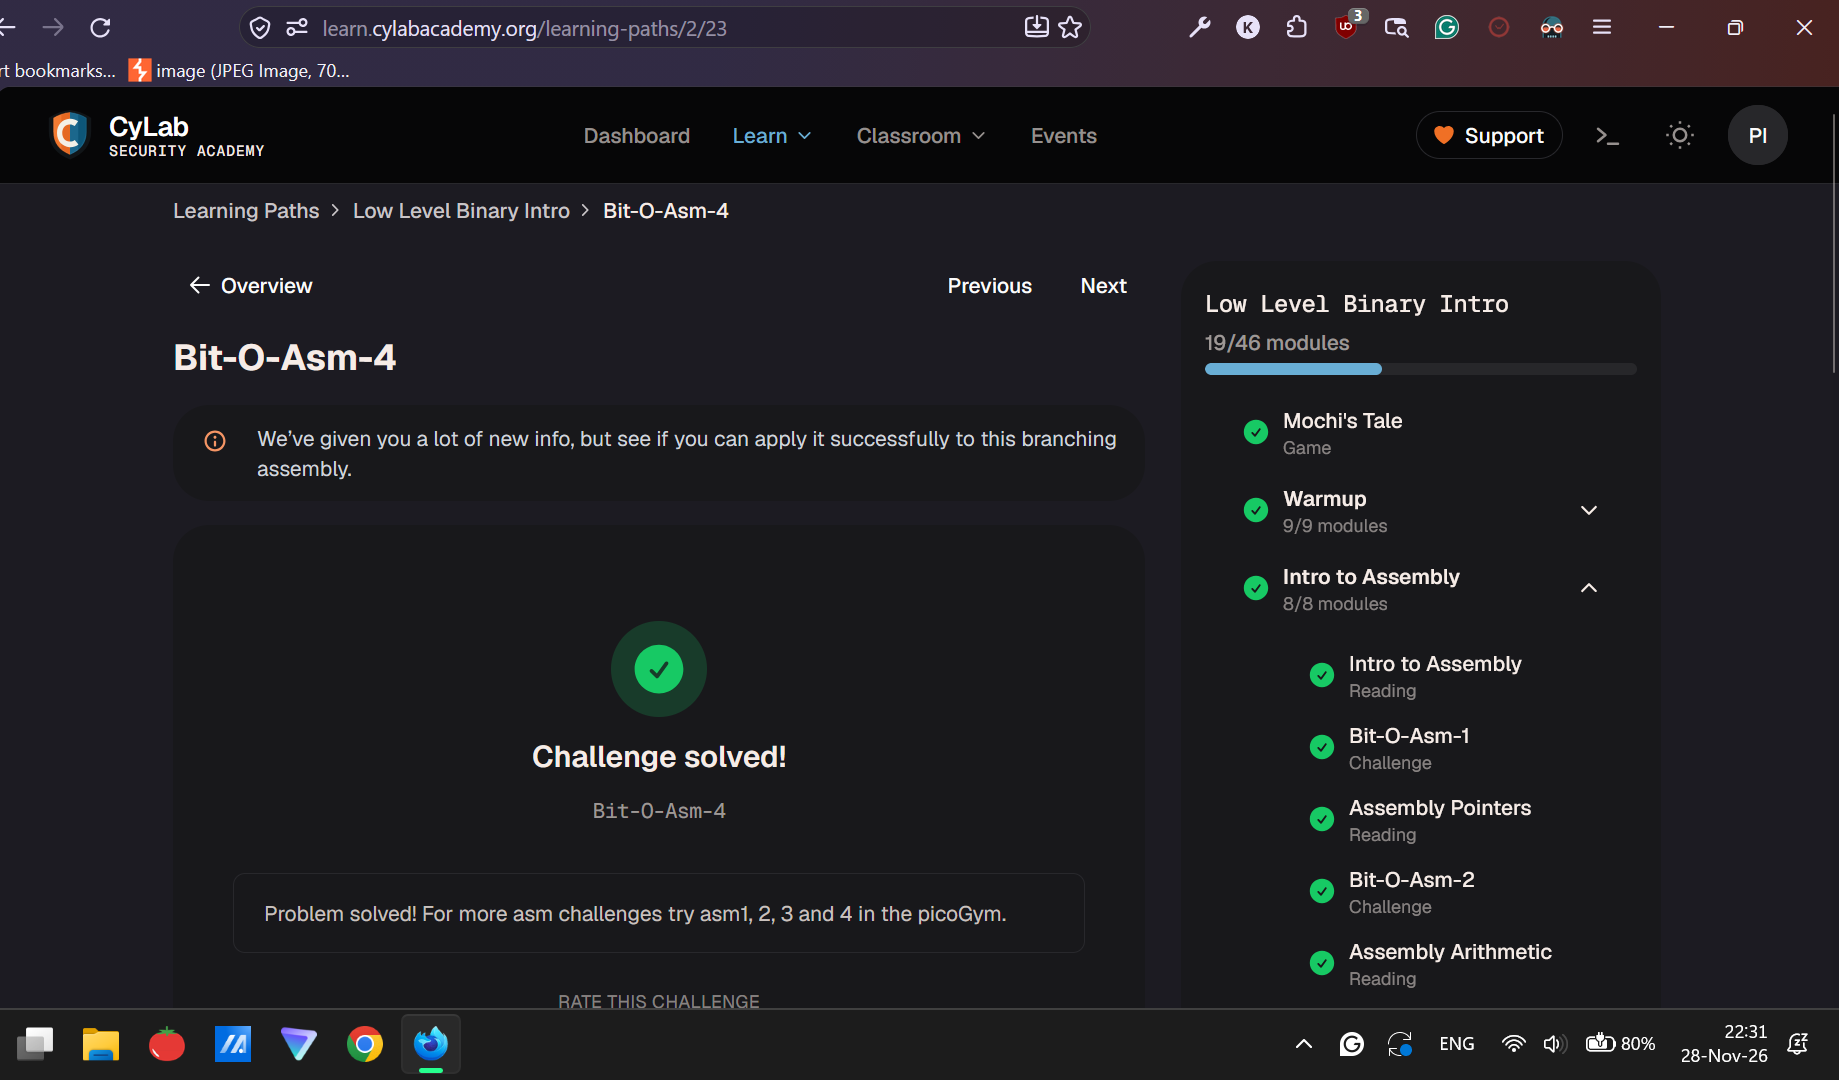 learn.cylabacademy.org/learning-paths/2/23
K
3
rt bookmarks...
image (JPEG Image, 70...
CyLab
SECURITY ACADEMY
Dashboard
Learn
Classroom
Events
Support
PI
Learning Paths > Low Level Binary Intro > Bit-O-Asm-4
Overview
Previous
Next
Bit-O-Asm-4
We've given you a lot of new info, but see if you can apply it successfully to this branching
assembly.
Challenge solved!
Bit-O-Asm-4
Problem solved! For more asm challenges try asm1, 2, 3 and 4 in the picoGym.
RATE THIS CHALLENGE
Low Level Binary Intro
19/46 modules
Mochi's Tale
Game
Warmup
9/9 modules
Intro to Assembly
8/8 modules
Intro to Assembly
Reading
Bit-O-Asm-1
Challenge
Assembly Pointers
Reading
Bit-O-Asm-2
Challenge
Assembly Arithmetic
Reading
ENG
80%
22:31
28-Nov-26